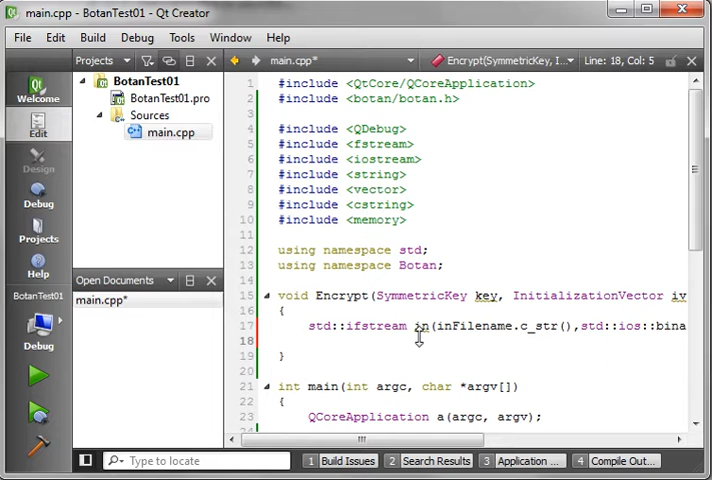 main.cpp - BotanTest01 - Qt Creator
File Edit Build Debug Tools Window Help
Projects main.cpp* Encrypt(SymmetricKey, I... Line: 18, Col: 5
Welcome
Edit
Design
Debug
Projects
Help
BotanTest01
Debug
BotanTest01
BotanTest01.pro
Sources
main.cpp
Open Documents
main.cpp*
1 #include <QtCore/QCoreApplication>
2 #include <botan/botan.h>
3
4 #include <QDebug>
5 #include <fstream>
6 #include <iostream>
7 #include <string>
8 #include <vector>
9 #include <cstring>
10 #include <memory>
11
12 using namespace std;
13 using namespace Botan;
14
15 void Encrypt(SymmetricKey key, InitializationVector iv
16 {
17 std::ifstream in(inFilename.c_str(),std::ios::bina
18
19 }
20
21 int main(int argc, char *argv[])
22 {
23 QCoreApplication a(argc, argv);
24
Type to locate 1 Build Issues 2 Search Results 3 Application ... 4 Compile Out...